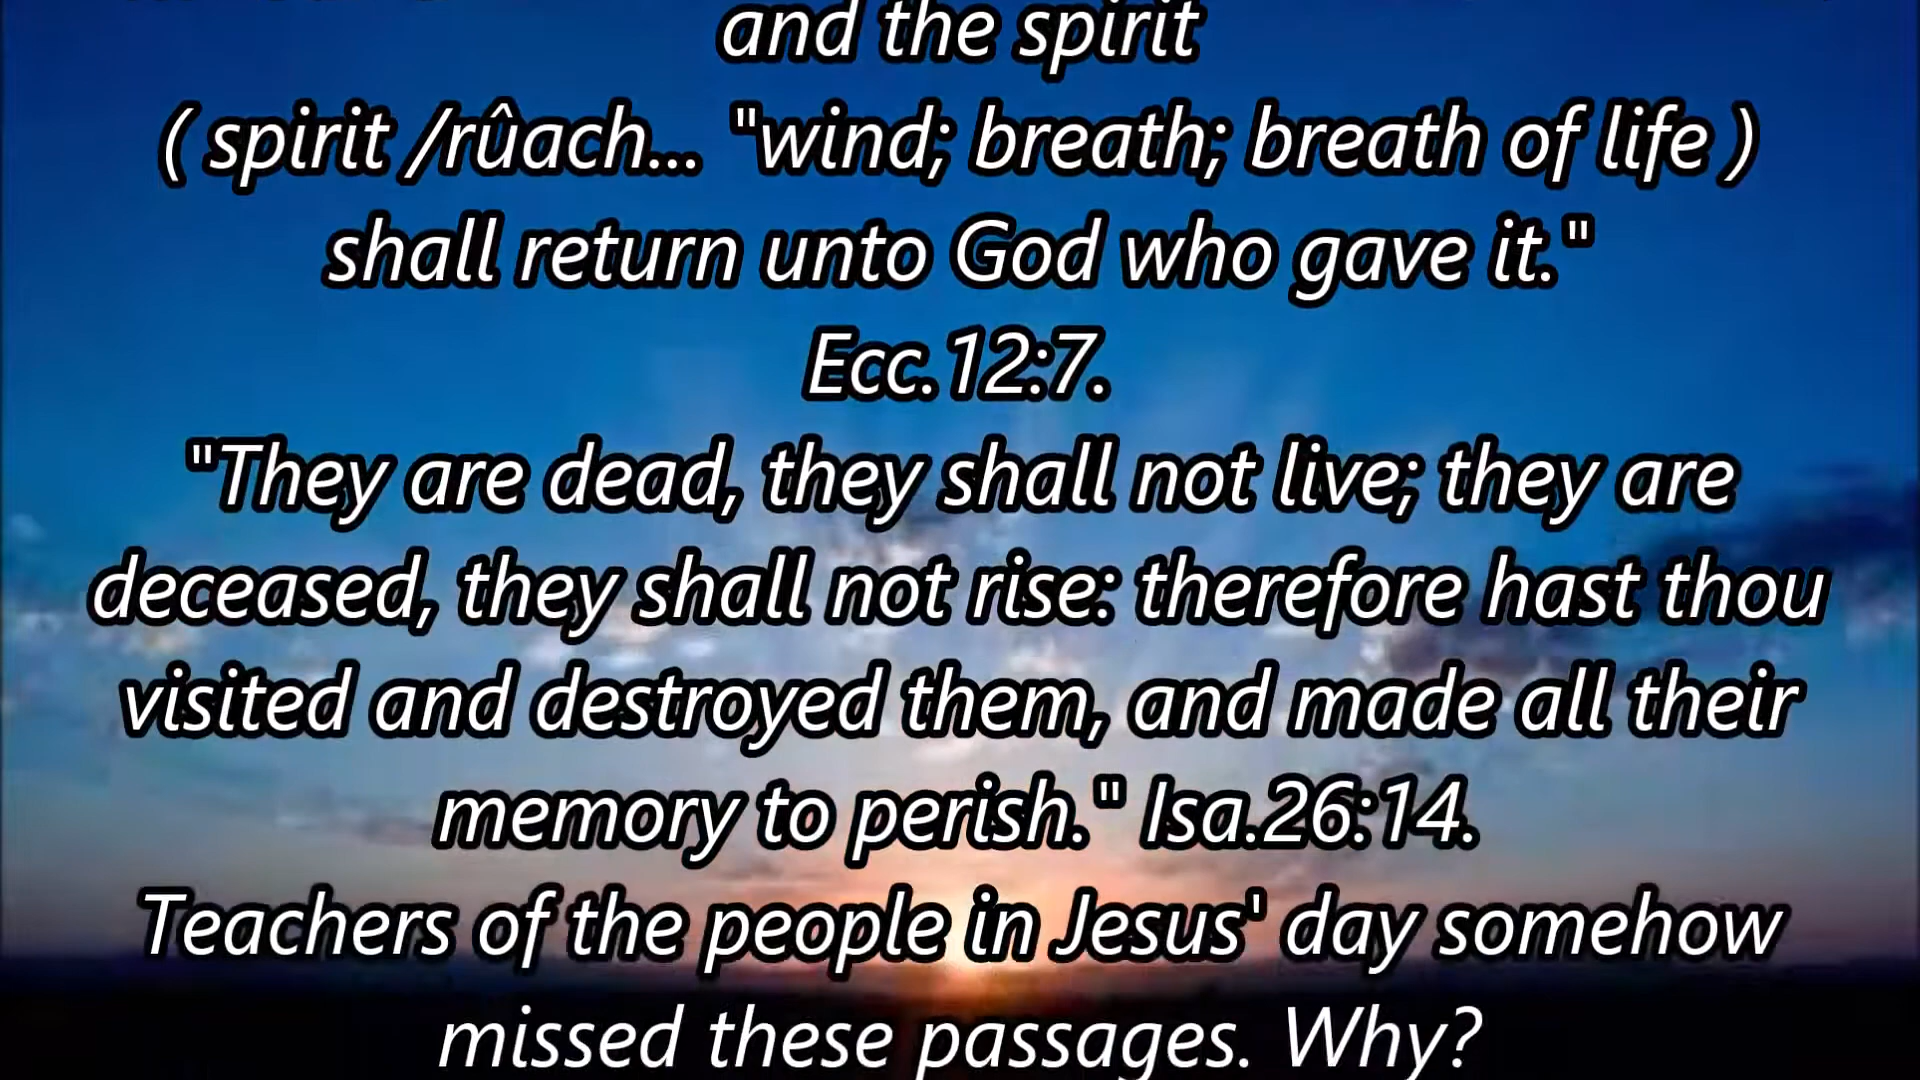 and the spirit
( spirit /rûach... "wind; breath; breath of life )
shall return unto God who gave it."
Ecc.12:7.
"They are dead, they shall not live; they are
deceased, they shall not rise: therefore hast thou
visited and destroyed them, and made all their
memory to perish." Isa.26:14.
Teachers of the people in Jesus' day somehow
missed these passages. Why?